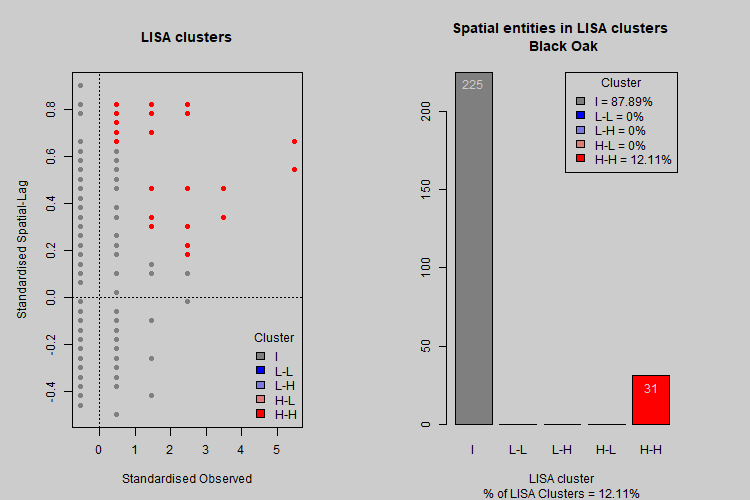 LISA clusters
Standardised Spatial-Lag
0.8
0.6
0.4
0.2
0.0
-0.2
-0.4
0 1 2 3 4 5
Standardised Observed
Cluster
I
L-L
L-H
H-L
H-H
Spatial entities in LISA clusters
Black Oak
200
150
100
50
0
225
31
Cluster
I = 87.89%
L-L = 0%
L-H = 0%
H-L = 0%
H-H = 12.11%
I L-L L-H H-L H-H
LISA cluster
% of LISA Clusters = 12.11%